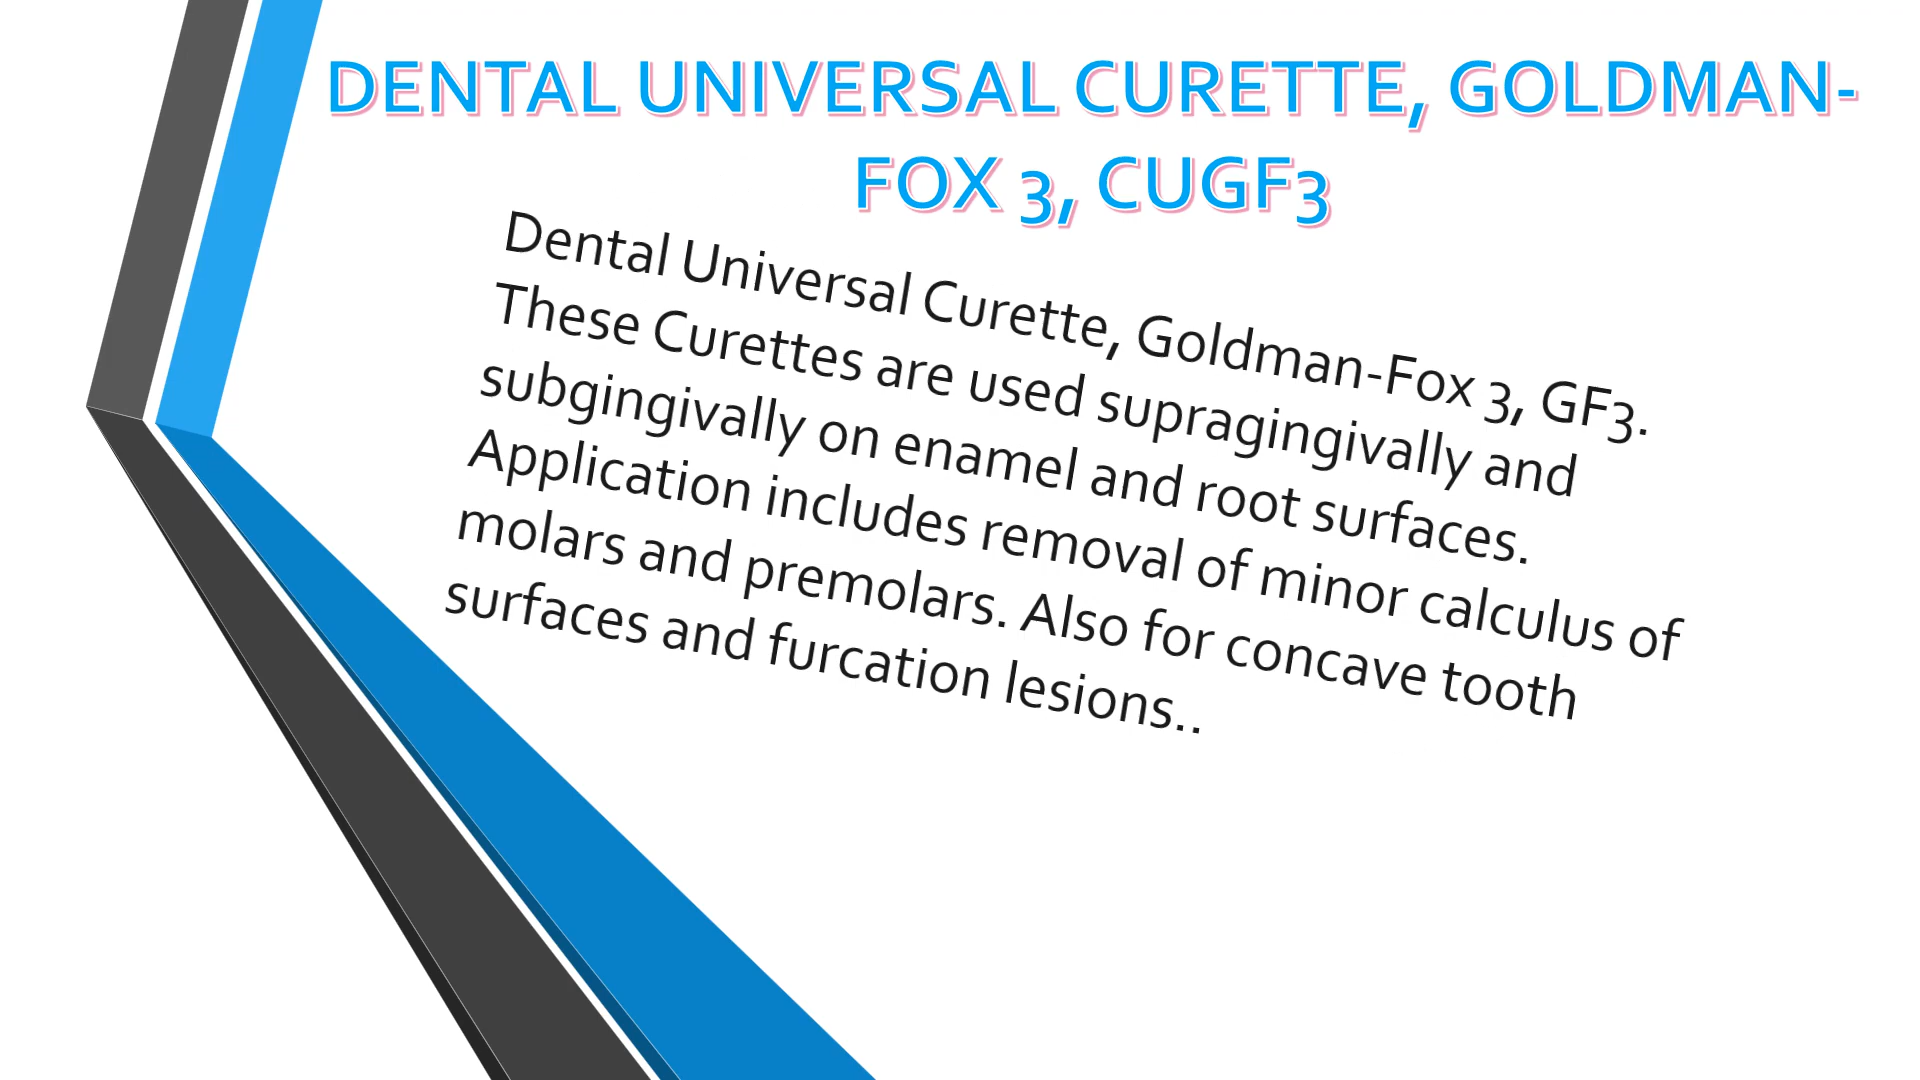 DENTAL UNIVERSAL CURETTE, GOLDMAN-
FOX 3, CUGF3
Dental Universal Curette, Goldman-Fox 3, GF3.
These Curettes are used supragingivally and
subgingivally on enamel and root surfaces.
Application includes removal of minor calculus of
molars and premolars. Also for concave tooth
surfaces and furcation lesions..